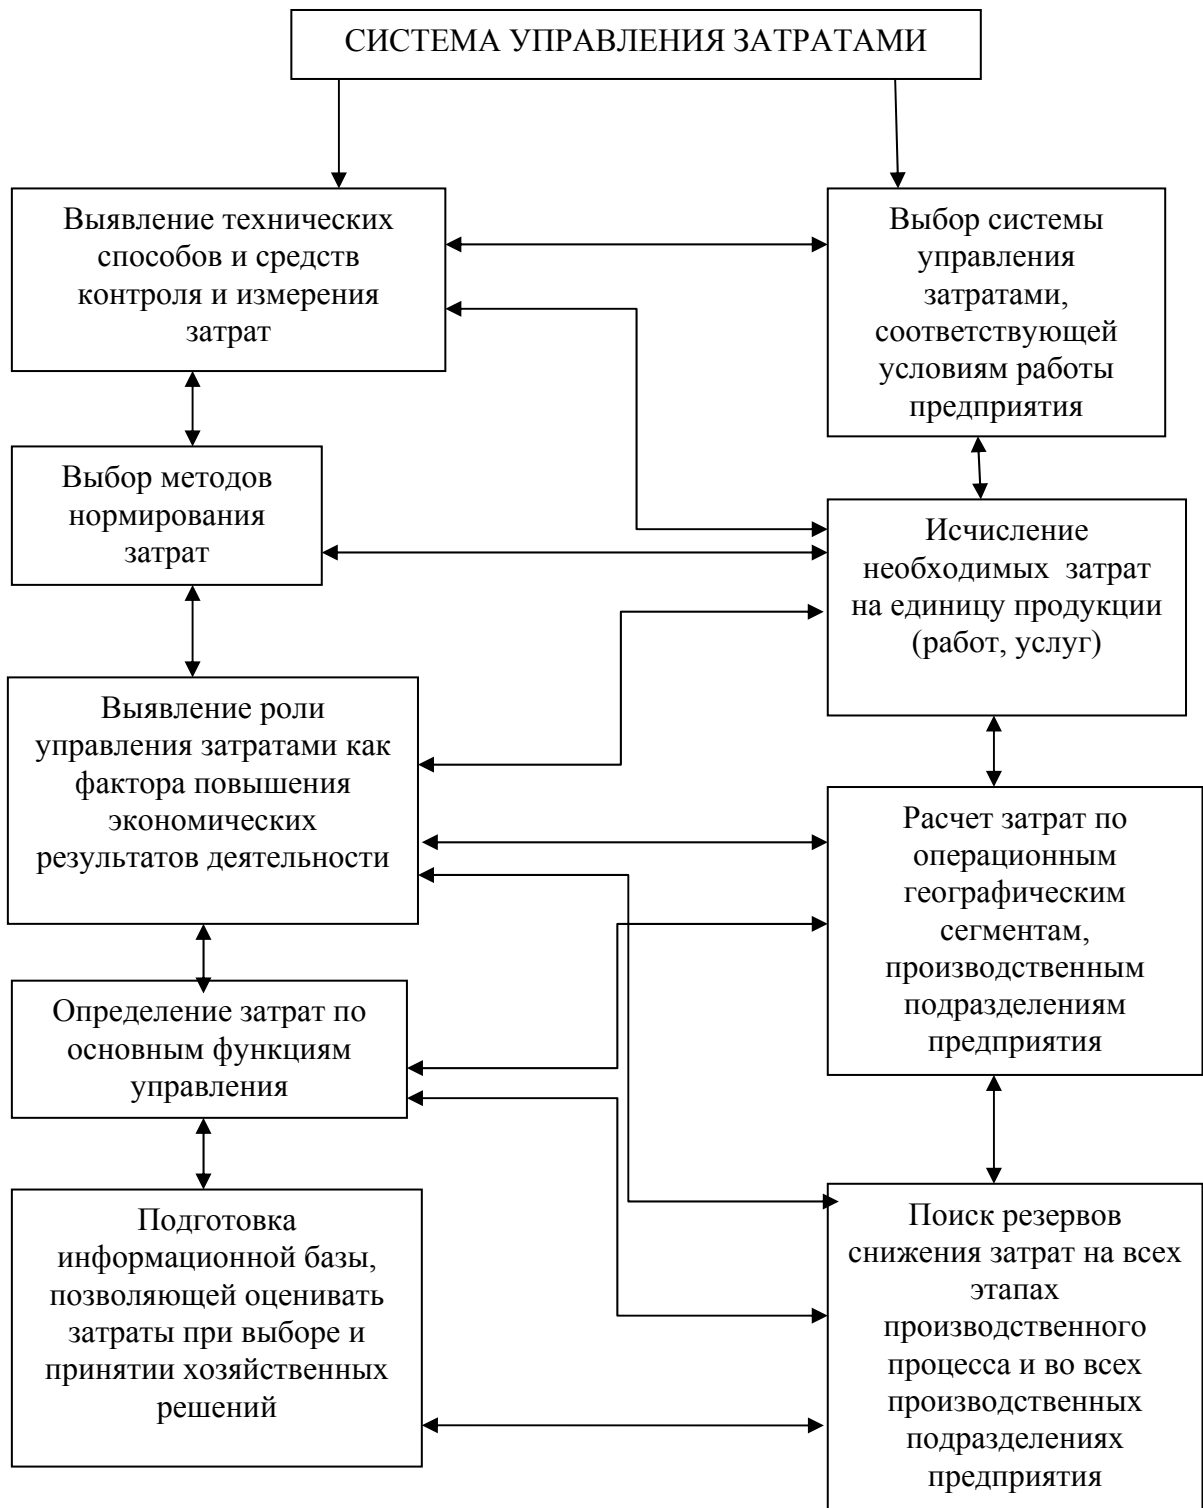 СИСТЕМА УПРАВЛЕНИЯ ЗАТРАТАМИ
Выявление технических
способов и средств
контроля и измерения
затрат
Выбор системы
управления
затратами,
соответствующей
условиям работы
предприятия
Выбор методов
нормирования
затрат
Исчисление
необходимых затрат
на единицу продукции
(работ, услуг)
Выявление роли
управления затратами как
фактора повышения
экономических
результатов деятельности
Расчет затрат по
операционным
географическим
сегментам,
производственным
подразделениям
предприятия
Определение затрат по
основным функциям
управления
Подготовка
информационной базы,
позволяющей оценивать
затраты при выборе и
принятии хозяйственных
решений
Поиск резервов
снижения затрат на всех
этапах
производственного
процесса и во всех
производственных
подразделениях
предприятия